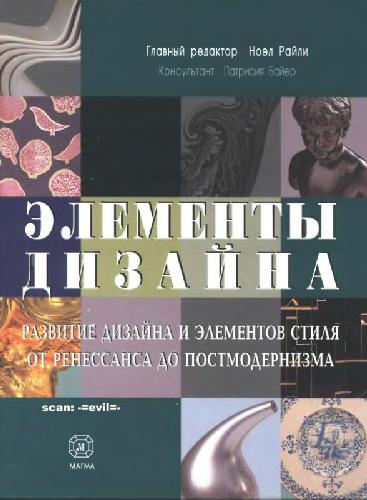 Главный редактор Ноэл Райли
Консультант Патрисия Байер
ЭЛЕМЕНТЫ
ДИЗАЙНА
РАЗВИТИЕ ДИЗАЙНА И ЭЛЕМЕНТОВ СТИЛЯ
ОТ РЕНЕССАНСА ДО ПОСТМОДЕРНИЗМА
scan: -=evil=-
М
МАГМА